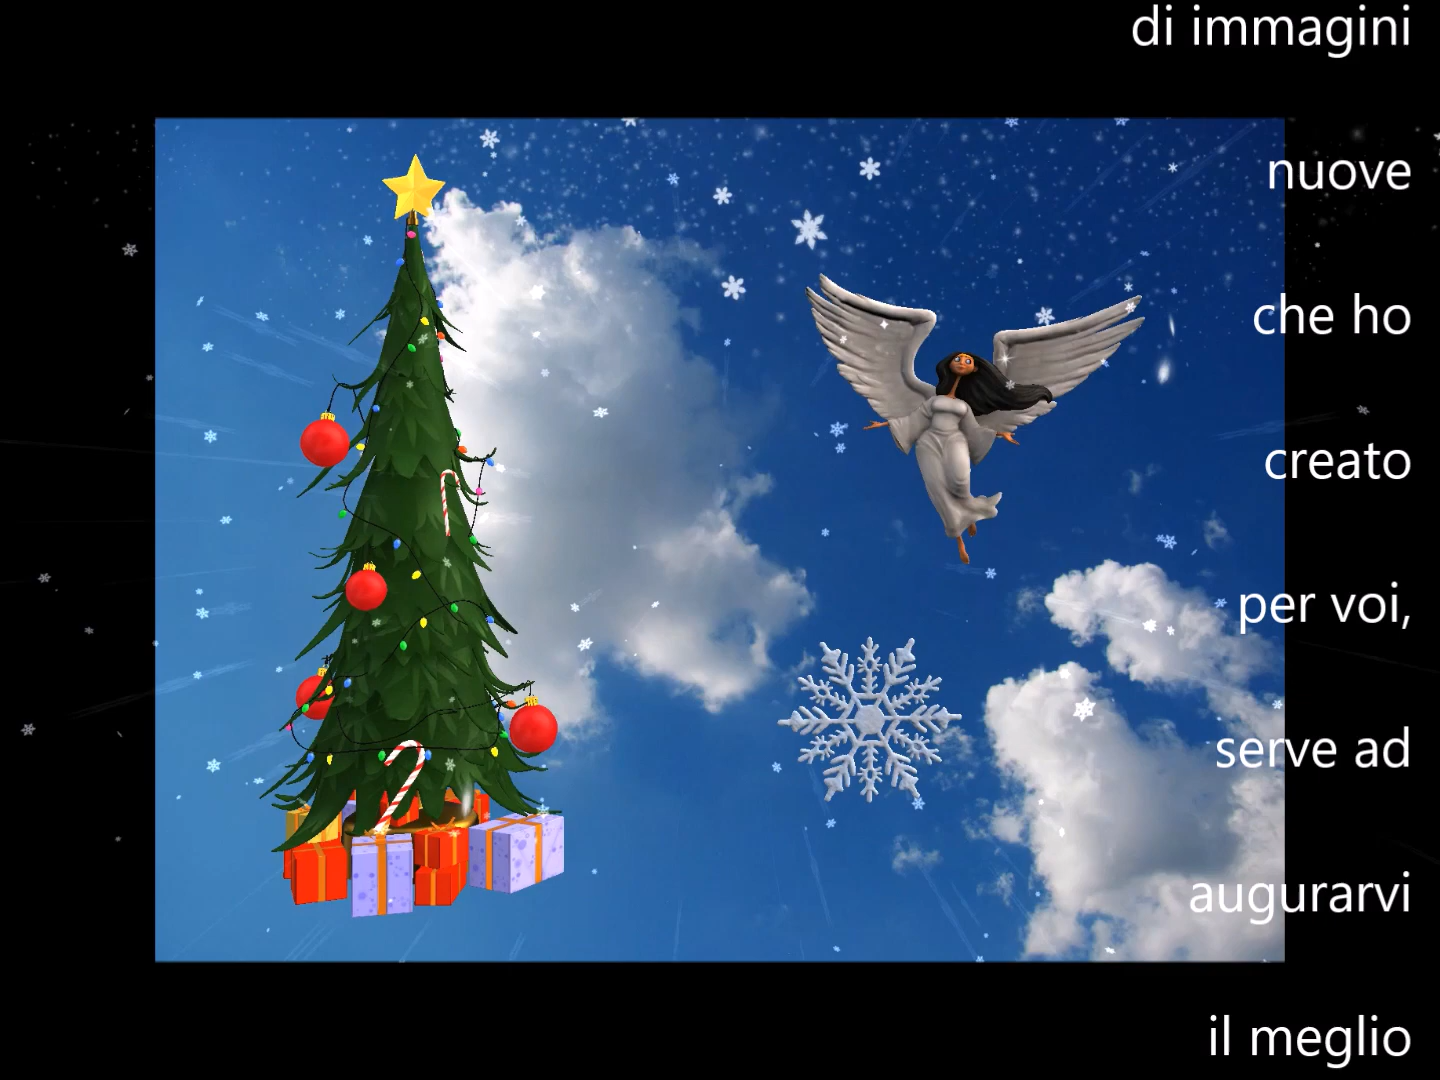 di immagini
nuove
che ho
creato
per voi,
serve ad
augurarvi
il meglio